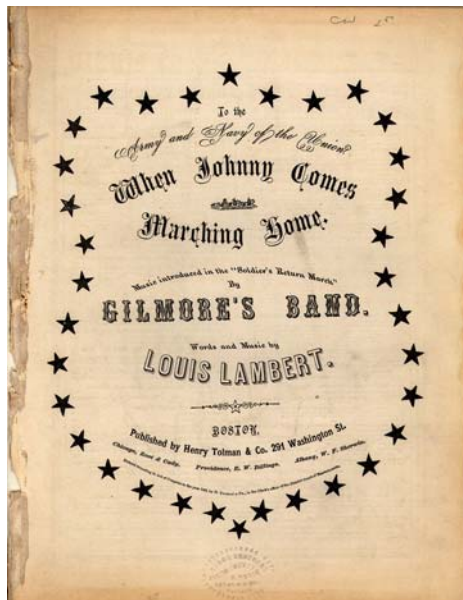 To the
Army and Navy of the Union.
When Johnny Comes
Marching Home.
Music introduced in the "Soldier's Return March"
By
GILMORE'S BAND.
Words and Music by
LOUIS LAMBERT.
BOSTON.
Published by Henry Tolman & Co. 291 Washington St.
Chicago, Root & Cady. Providence, E. W. Billings. Albany, W. F. Sherwin.